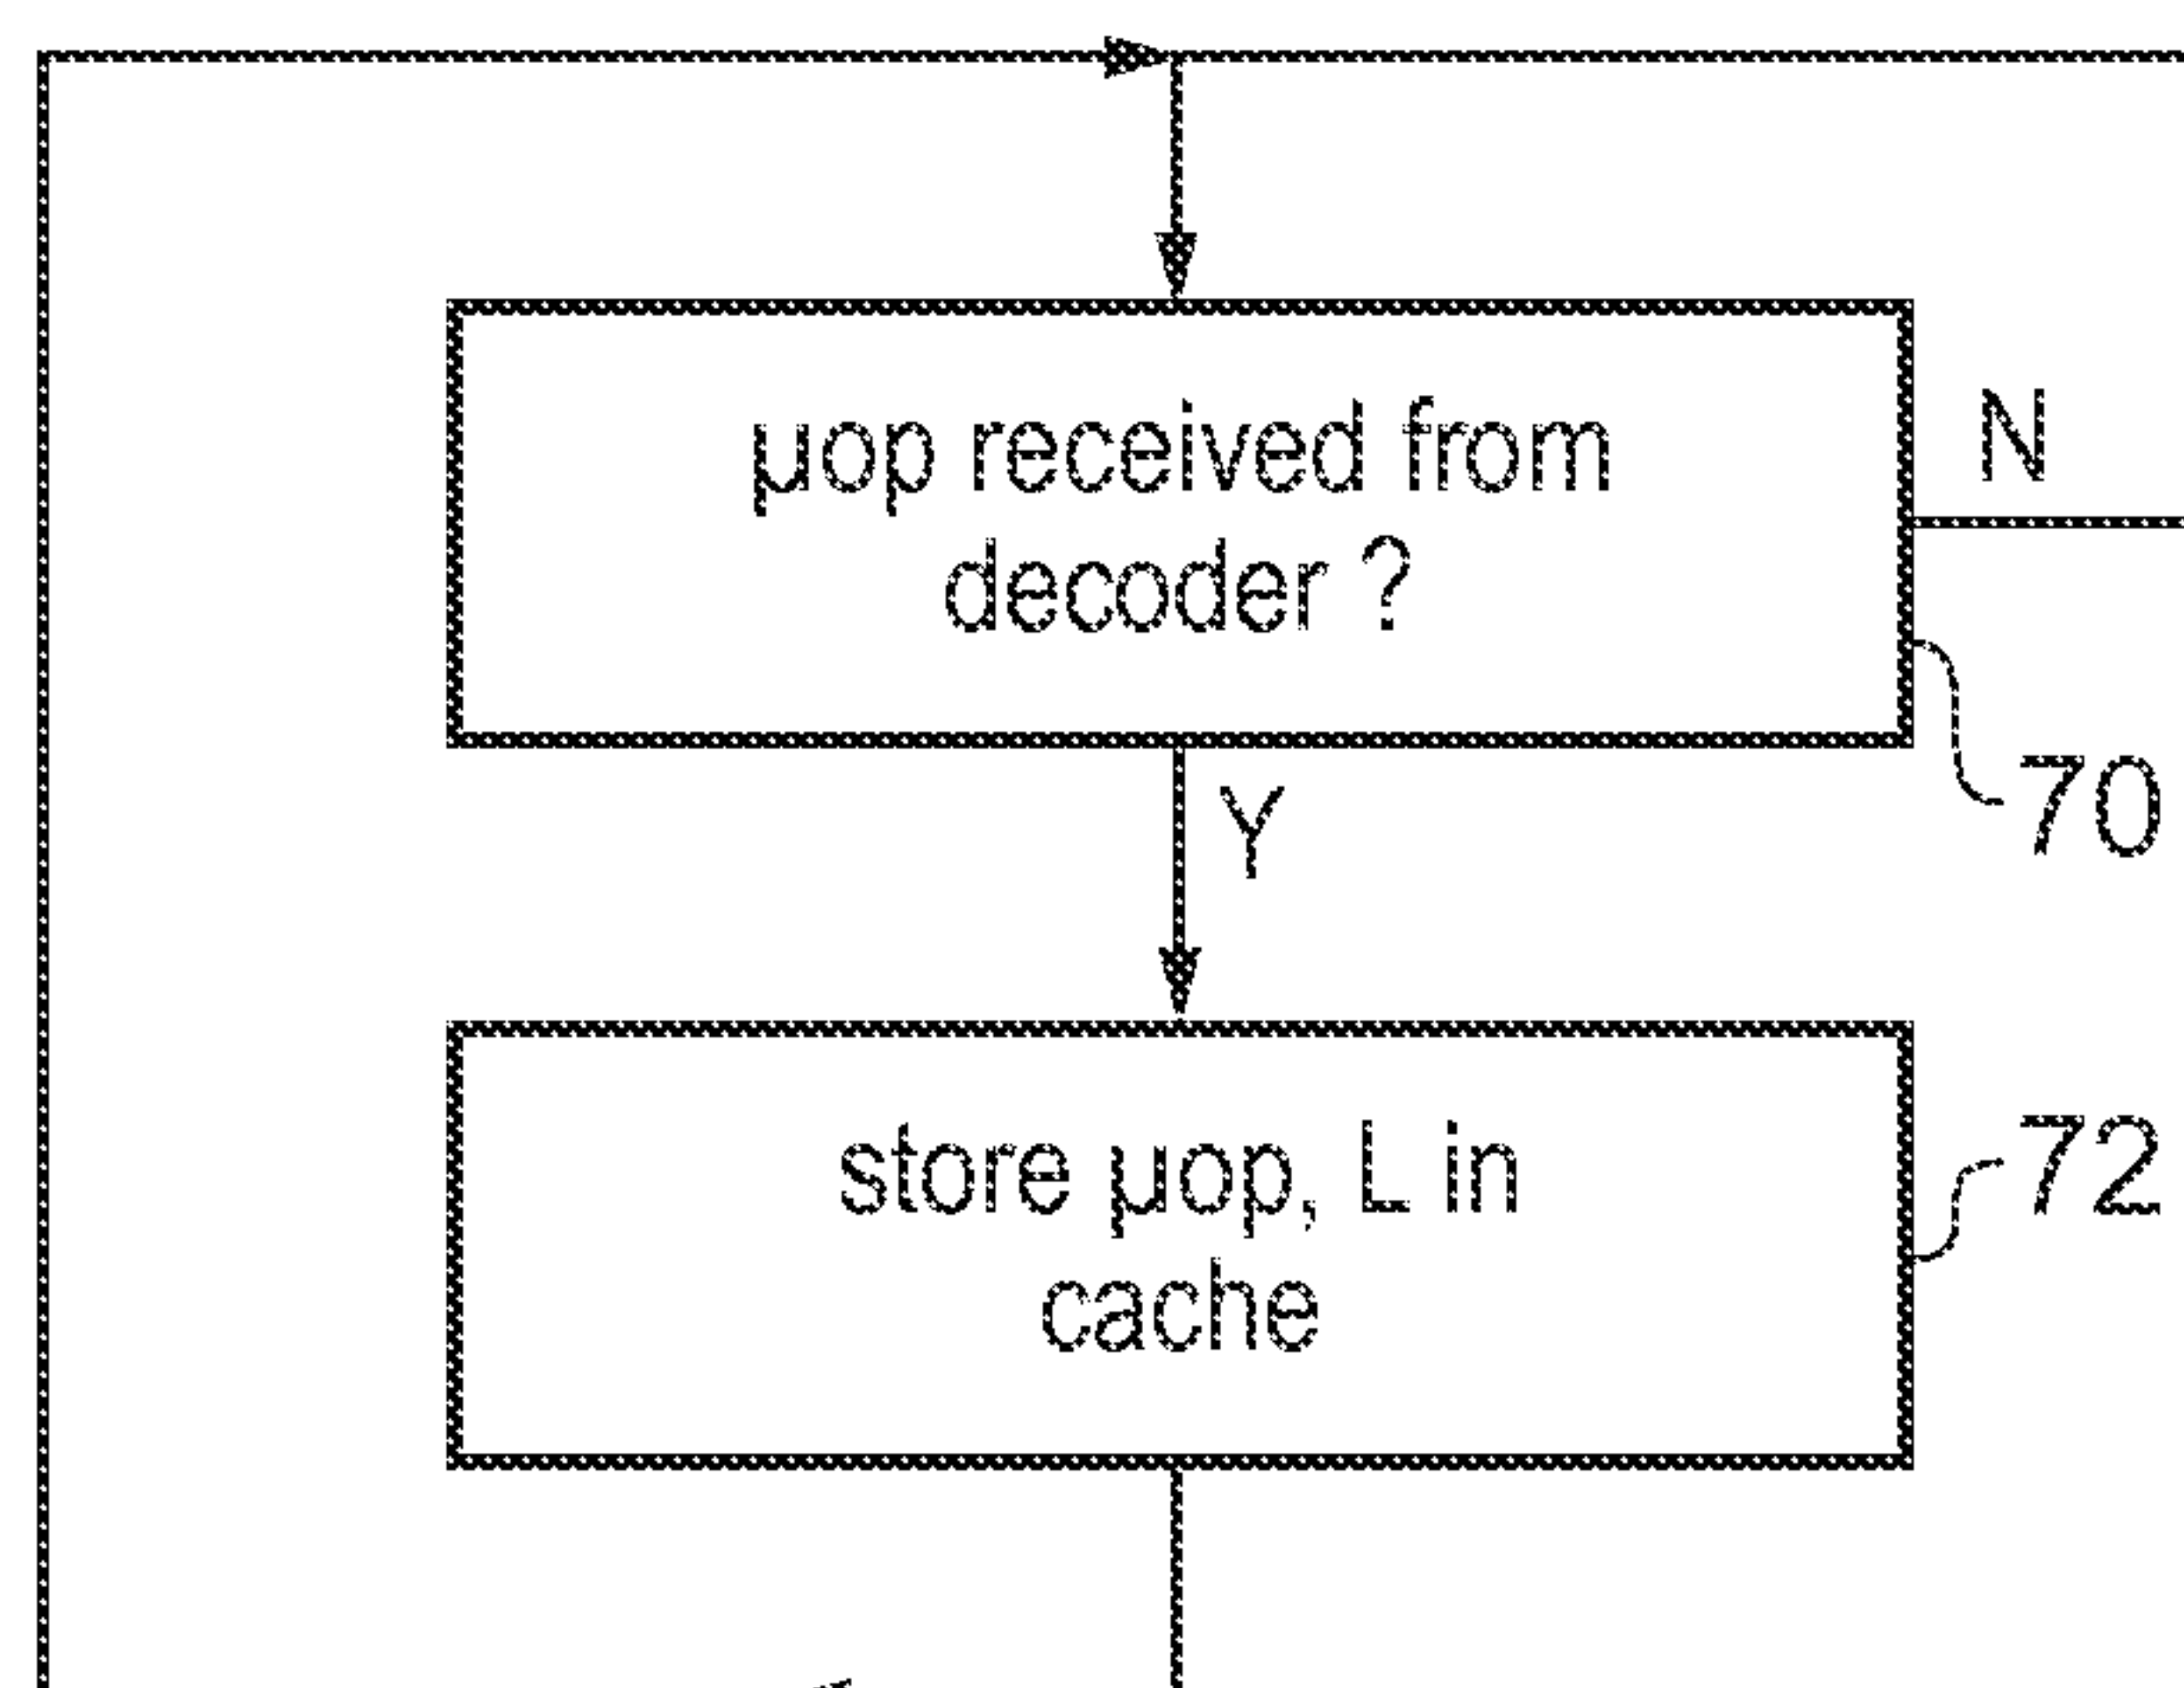 µop received from
decoder ?
N
70
Y
store µop, L in
cache
72